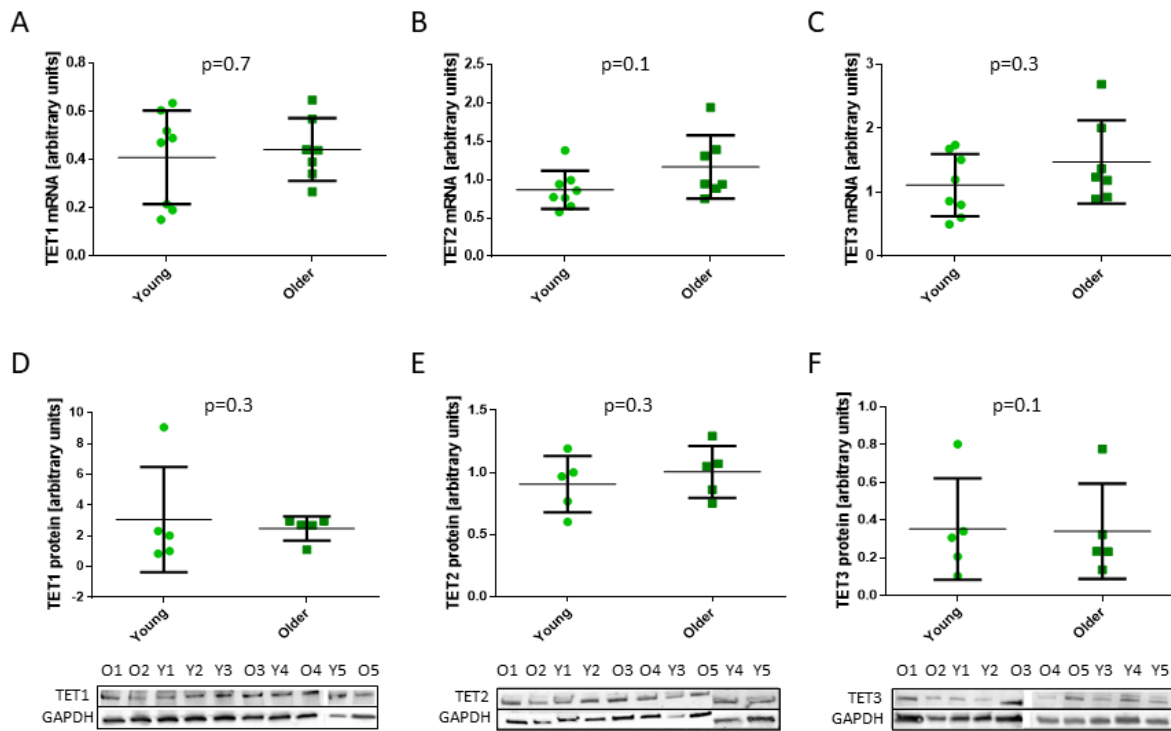 A
TET1 mRNA [arbitrary units]
0.8
0.6
0.4
0.2
0.0
p=0.7
Young
Older
B
TET2 mRNA [arbitrary units]
2.5
2.0
1.5
1.0
0.5
0.0
p=0.1
Young
Older
C
TET3 mRNA [arbitrary units]
3
2
1
0
p=0.3
Young
Older
D
TET1 protein [arbitrary units]
10
8
6
4
2
0
-2
p=0.3
Young
Older
O1 O2 Y1 Y2 Y3 O3 Y4 O4 Y5 O5
TET1
GAPDH
E
TET2 protein [arbitrary units]
1.5
1.0
0.5
0.0
p=0.3
Young
Older
O1 O2 Y1 Y2 O3 O4 Y3 O5 Y4 Y5
TET2
GAPDH
F
TET3 protein [arbitrary units]
1.0
0.8
0.6
0.4
0.2
0.0
p=0.1
Young
Older
O1 O2 Y1 Y2 O3 O4 O5 Y3 Y4 Y5
TET3
GAPDH